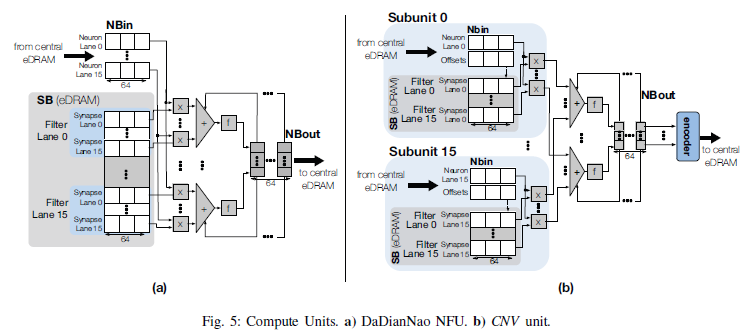 NBin
from central
eDRAM
Neuron
Lane 0
Neuron
Lane 15
64
SB (eDRAM)
Filter
Lane 0
Synapse
Lane 0
Synapse
Lane 15
Filter
Lane 15
Synapse
Lane 0
Synapse
Lane 15
64
x
x
x
x
+
f
+
f
NBout
64
to central
eDRAM
(a)
Subunit 0
from central
eDRAM
Nbin
Neuron
Lane 0
Offsets
SB (eDRAM)
Filter
Lane 0
Synapse
Lane 0
Filter
Lane 15
Synapse
Lane 15
64
x
x
Subunit 15
from central
eDRAM
Nbin
Neuron
Lane 15
Offsets
SB (eDRAM)
Filter
Lane 0
Synapse
Lane 0
Filter
Lane 15
Synapse
Lane 15
64
x
x
+
f
+
f
NBout
64
encoder
to central
eDRAM
(b)
Fig. 5: Compute Units. a) DaDianNao NFU. b) CNV unit.